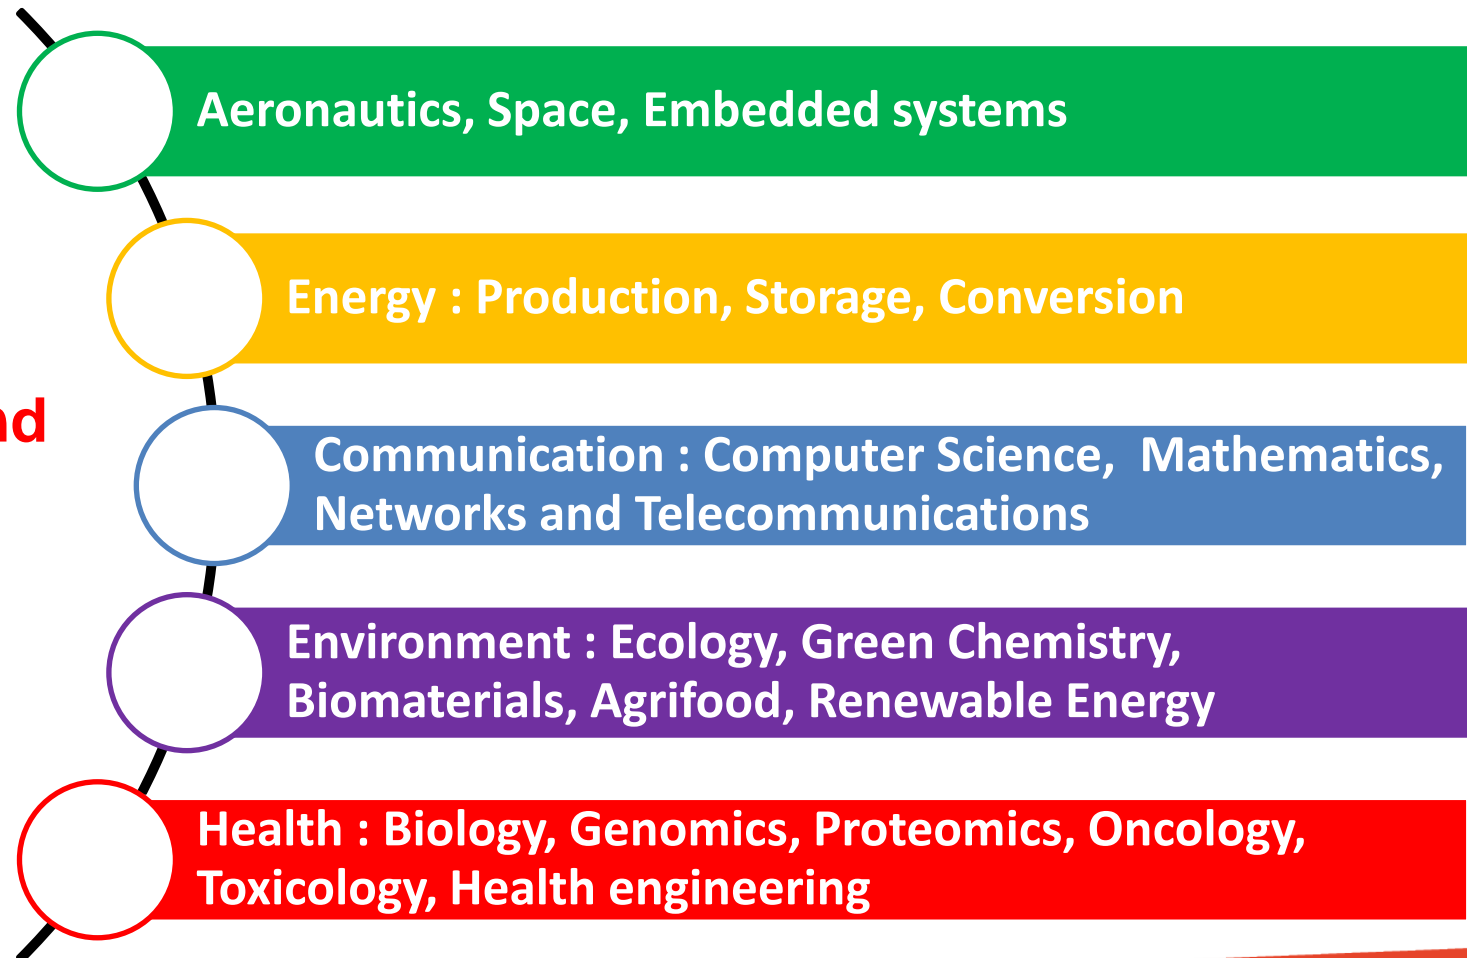 Aeronautics, Space, Embedded systems
Energy : Production, Storage, Conversion
Communication : Computer Science, Mathematics,
Networks and Telecommunications
Environment : Ecology, Green Chemistry,
Biomaterials, Agrifood, Renewable Energy
Health : Biology, Genomics, Proteomics, Oncology,
Toxicology, Health engineering